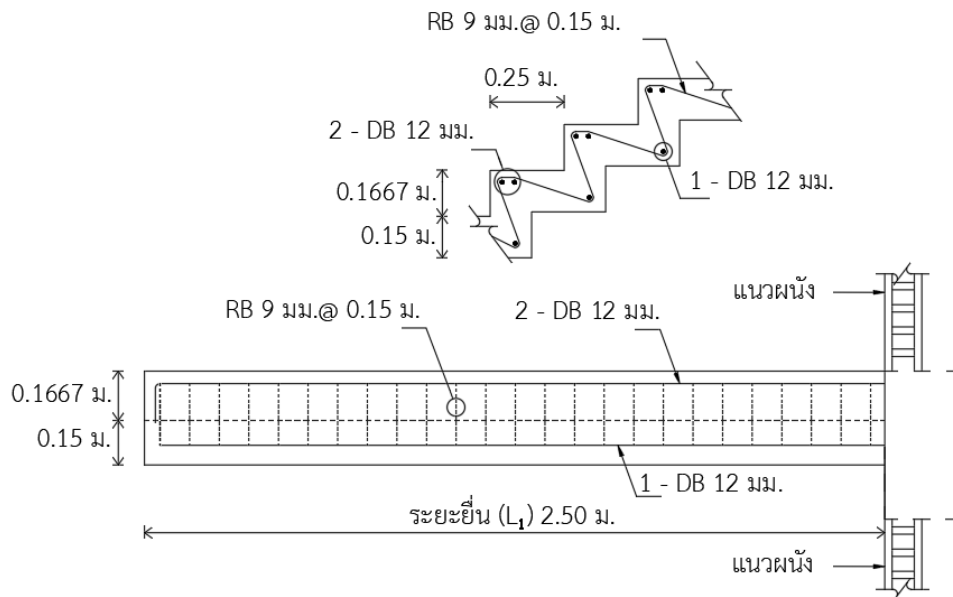 RB 9 มม.@ 0.15 ม.
0.25 ม.
2 - DB 12 มม.
0.1667 ม.
1 - DB 12 มม.
0.15 ม.
แนวผนัง
RB 9 มม.@ 0.15 ม.
2 - DB 12 มม.
0.1667 ม.
0.15 ม.
1 - DB 12 มม.
ระยะยื่น (L₁) 2.50 ม.
แนวผนัง